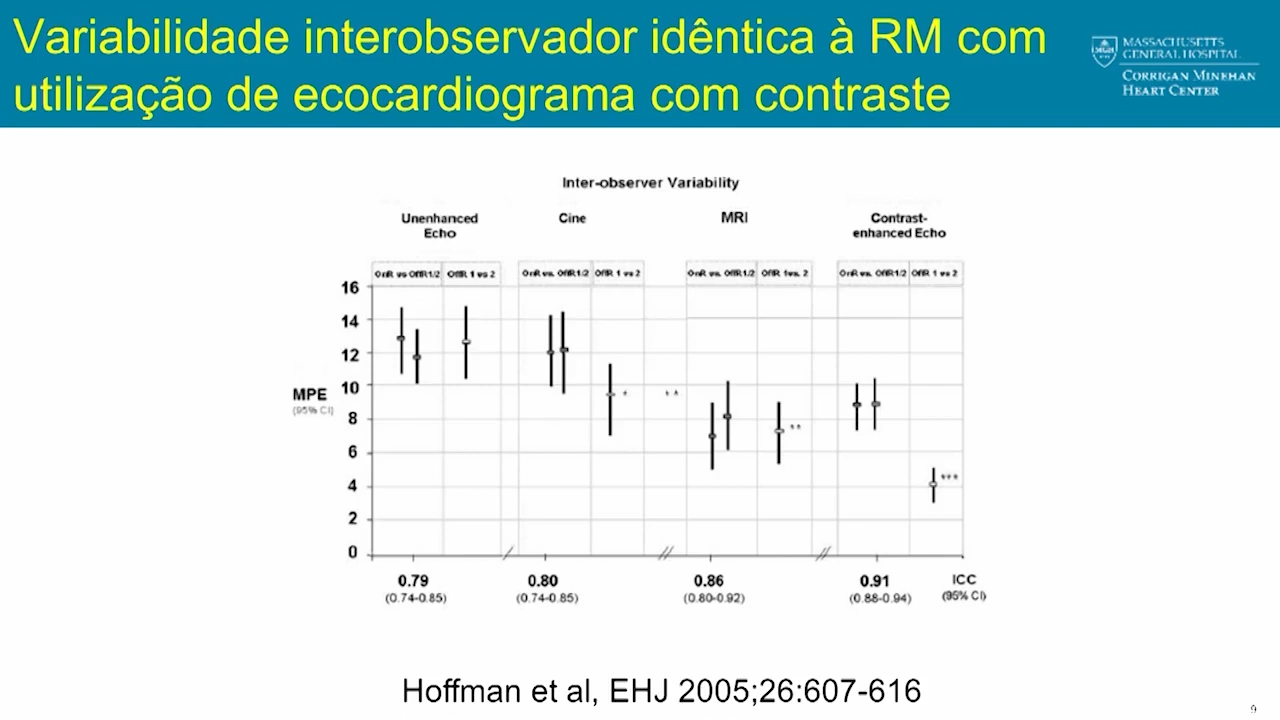 Variabilidade interobservador idêntica à RM com
utilização de ecocardiograma com contraste
MASSACHUSETTS
GENERAL HOSPITAL
CORRIGAN MINEHAN
HEART CENTER
Inter-observer Variability
Unenhanced
Echo
Cine
MRI
Contrast-
enhanced Echo
OnR vs OffR1/2 OffR 1 vs 2
OnR vs. OffR1/2 OffR 1 vs 2
OnR vs. OffR1/2 OffR 1vs. 2
OnR vs. OffR1/2 OffR 1 vs 2
16
14
12
10
8
6
4
2
0
MPE
(95% CI)
*
**
**
***
0.79
(0.74-0.85)
0.80
(0.74-0.85)
0.86
(0.80-0.92)
0.91
(0.88-0.94)
ICC
(95% CI)
Hoffman et al, EHJ 2005;26:607-616
9